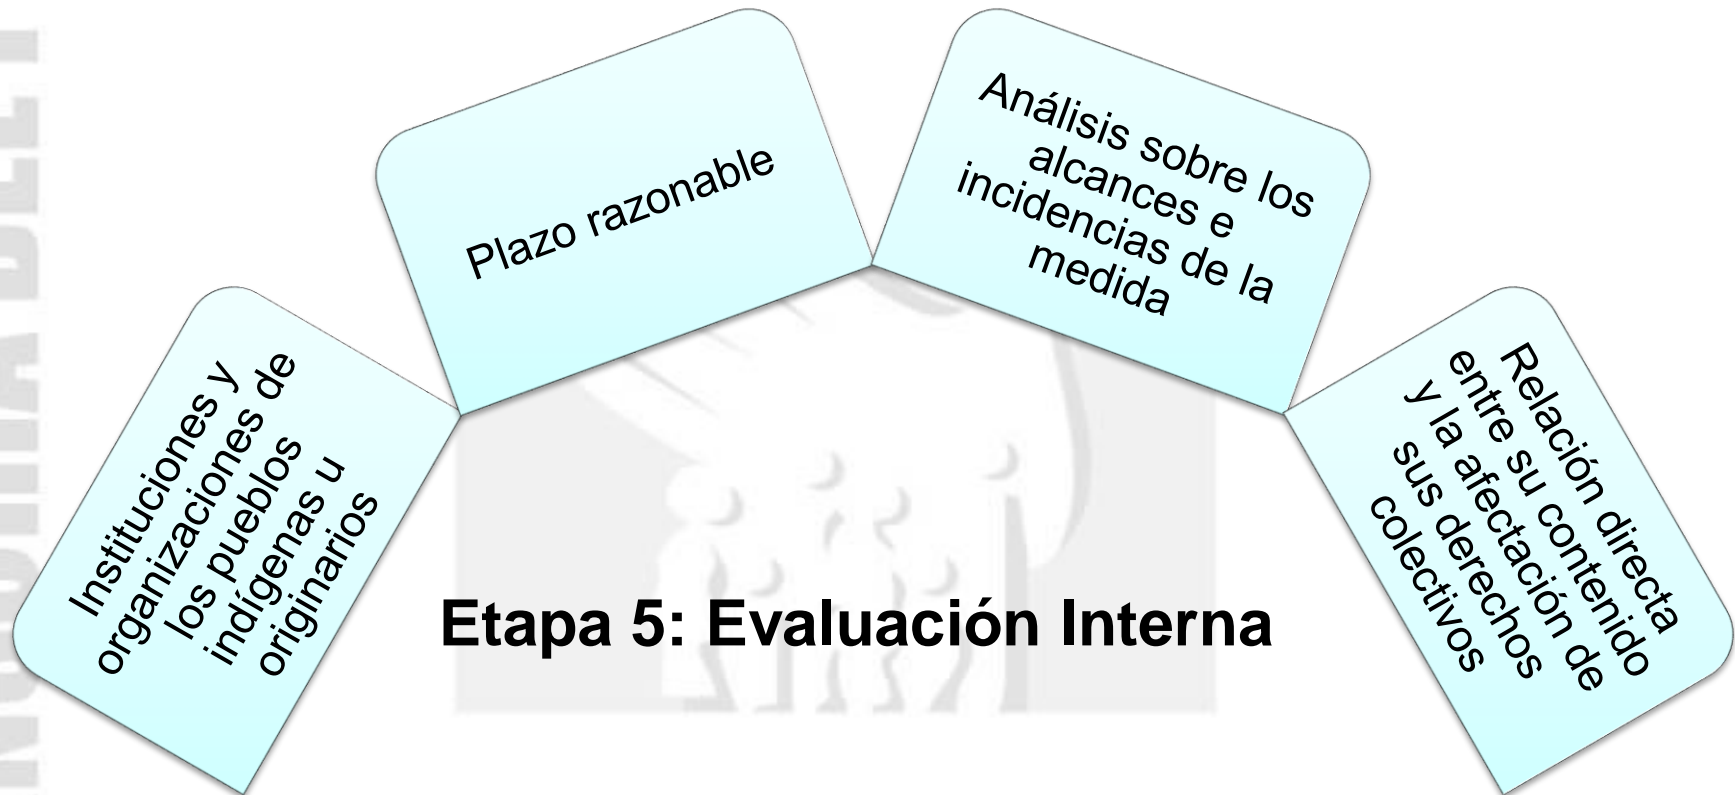 Instituciones y
organizaciones de
los pueblos
indígenas u
originarios
Plazo razonable
Análisis sobre los
alcances e
incidencias de la
medida
Relación directa
entre su contenido
y la afectación de
sus derechos
colectivos
Etapa 5: Evaluación Interna